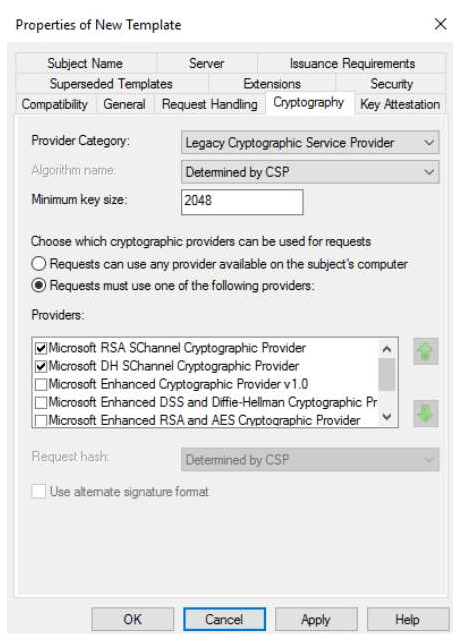 Properties of New Template
Subject Name Server Issuance Requirements
Superseded Templates Extensions Security
Compatibility General Request Handling Cryptography Key Attestation
Provider Category: Legacy Cryptographic Service Provider
Algorithm name: Determined by CSP
Minimum key size: 2048
Choose which cryptographic providers can be used for requests
Requests can use any provider available on the subject's computer
Requests must use one of the following providers:
Providers:
Microsoft RSA SChannel Cryptographic Provider
Microsoft DH SChannel Cryptographic Provider
Microsoft Enhanced Cryptographic Provider v1.0
Microsoft Enhanced DSS and Diffie-Hellman Cryptographic Pr
Microsoft Enhanced RSA and AES Cryptographic Provider
Request hash: Determined by CSP
Use alternate signature format
OK Cancel Apply Help